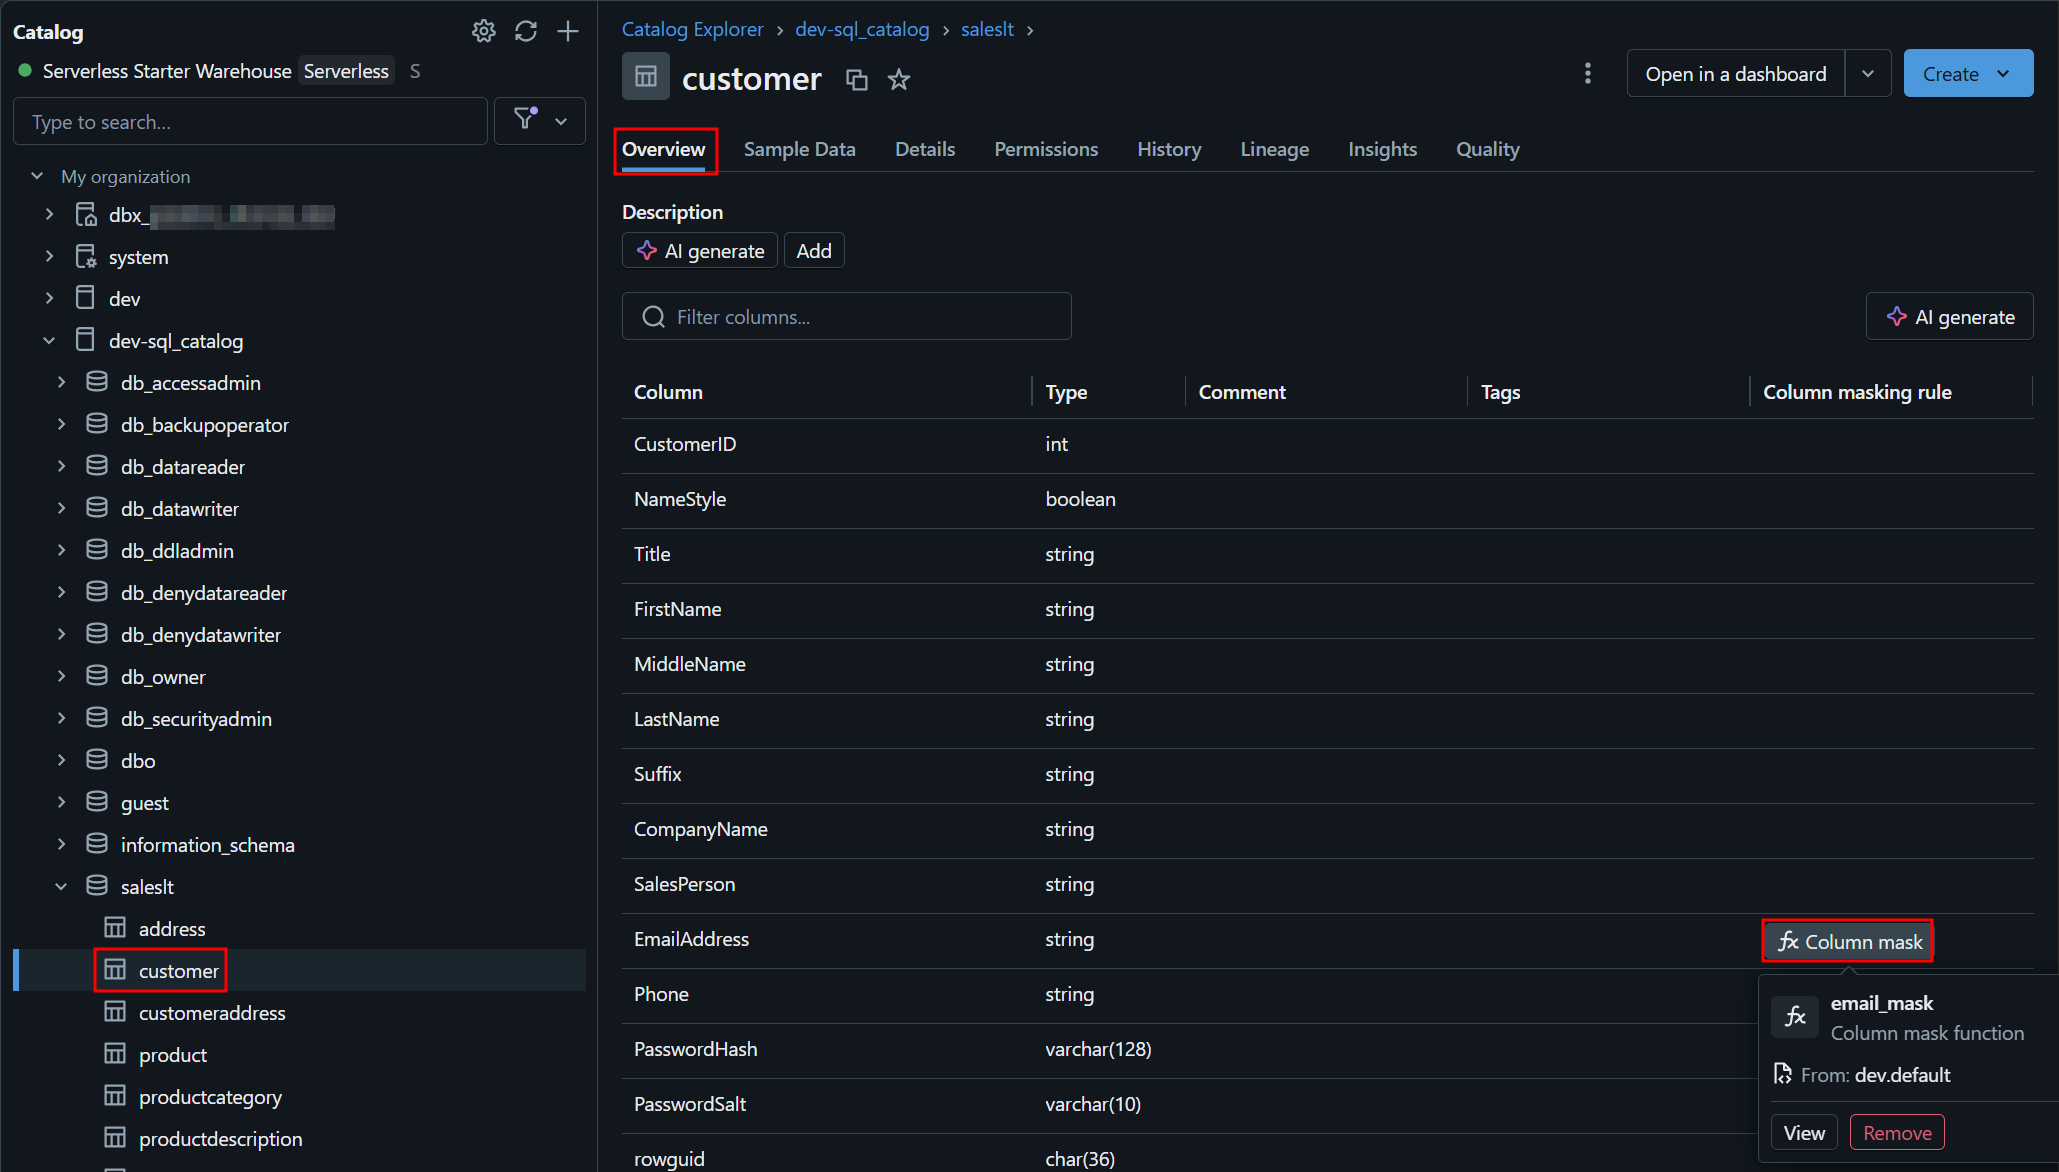 Catalog
Serverless Starter Warehouse Serverless S
Type to search...
My organization
dbx_
system
dev
dev-sql_catalog
db_accessadmin
db_backupoperator
db_datareader
db_datawriter
db_ddladmin
db_denydatareader
db_denydatawriter
db_owner
db_securityadmin
dbo
guest
information_schema
saleslt
address
customer
customeraddress
product
productcategory
productdescription
Catalog Explorer › dev-sql_catalog › saleslt ›
customer
Open in a dashboard
Create
Overview Sample Data Details Permissions History Lineage Insights Quality
Description
AI generate Add
Filter columns...
AI generate
Column Type Comment Tags Column masking rule
CustomerID int
NameStyle boolean
Title string
FirstName string
MiddleName string
LastName string
Suffix string
CompanyName string
SalesPerson string
EmailAddress string fx Column mask
Phone string
PasswordHash varchar(128)
PasswordSalt varchar(10)
rowguid char(36)
fx email_mask
Column mask function
From: dev.default
View Remove